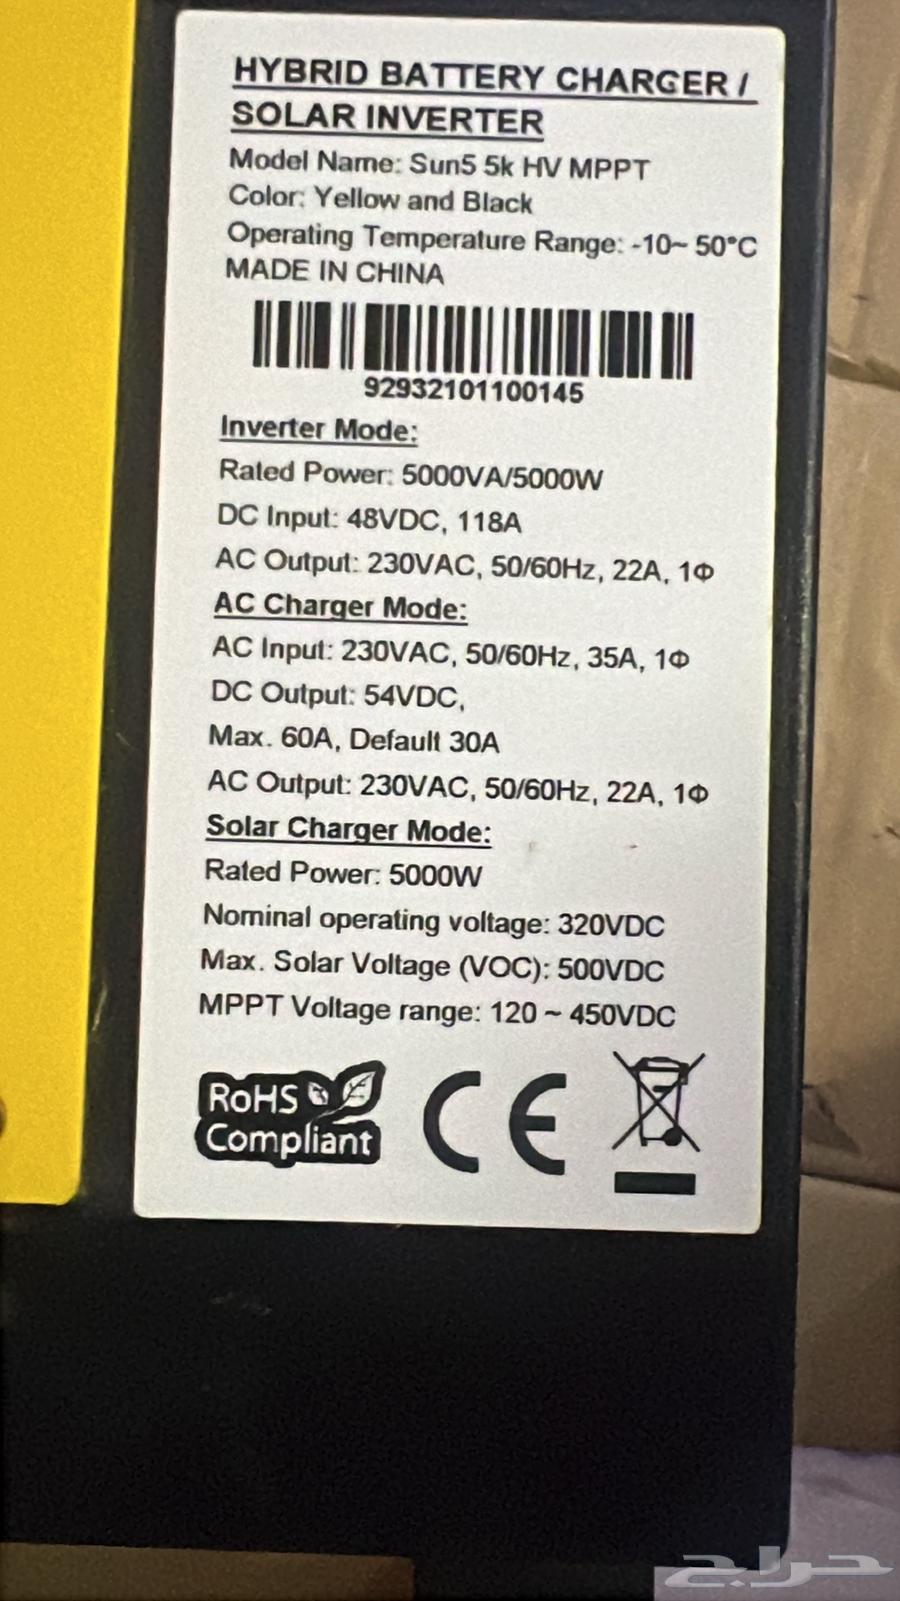 HYBRID BATTERY CHARGER /
SOLAR INVERTER
Model Name: Sun5 5k HV MPPT
Color: Yellow and Black
Operating Temperature Range: -10~ 50°C
MADE IN CHINA
92932101100145
Inverter Mode:
Rated Power: 5000VA/5000W
DC Input: 48VDC, 118A
AC Output: 230VAC, 50/60Hz, 22A, 1Φ
AC Charger Mode:
AC Input: 230VAC, 50/60Hz, 35A, 1Φ
DC Output: 54VDC,
Max. 60A, Default 30A
AC Output: 230VAC, 50/60Hz, 22A, 1Φ
Solar Charger Mode:
Rated Power: 5000W
Nominal operating voltage: 320VDC
Max. Solar Voltage (VOC): 500VDC
MPPT Voltage range: 120 ~ 450VDC
RoHS
Compliant
CE
حراج